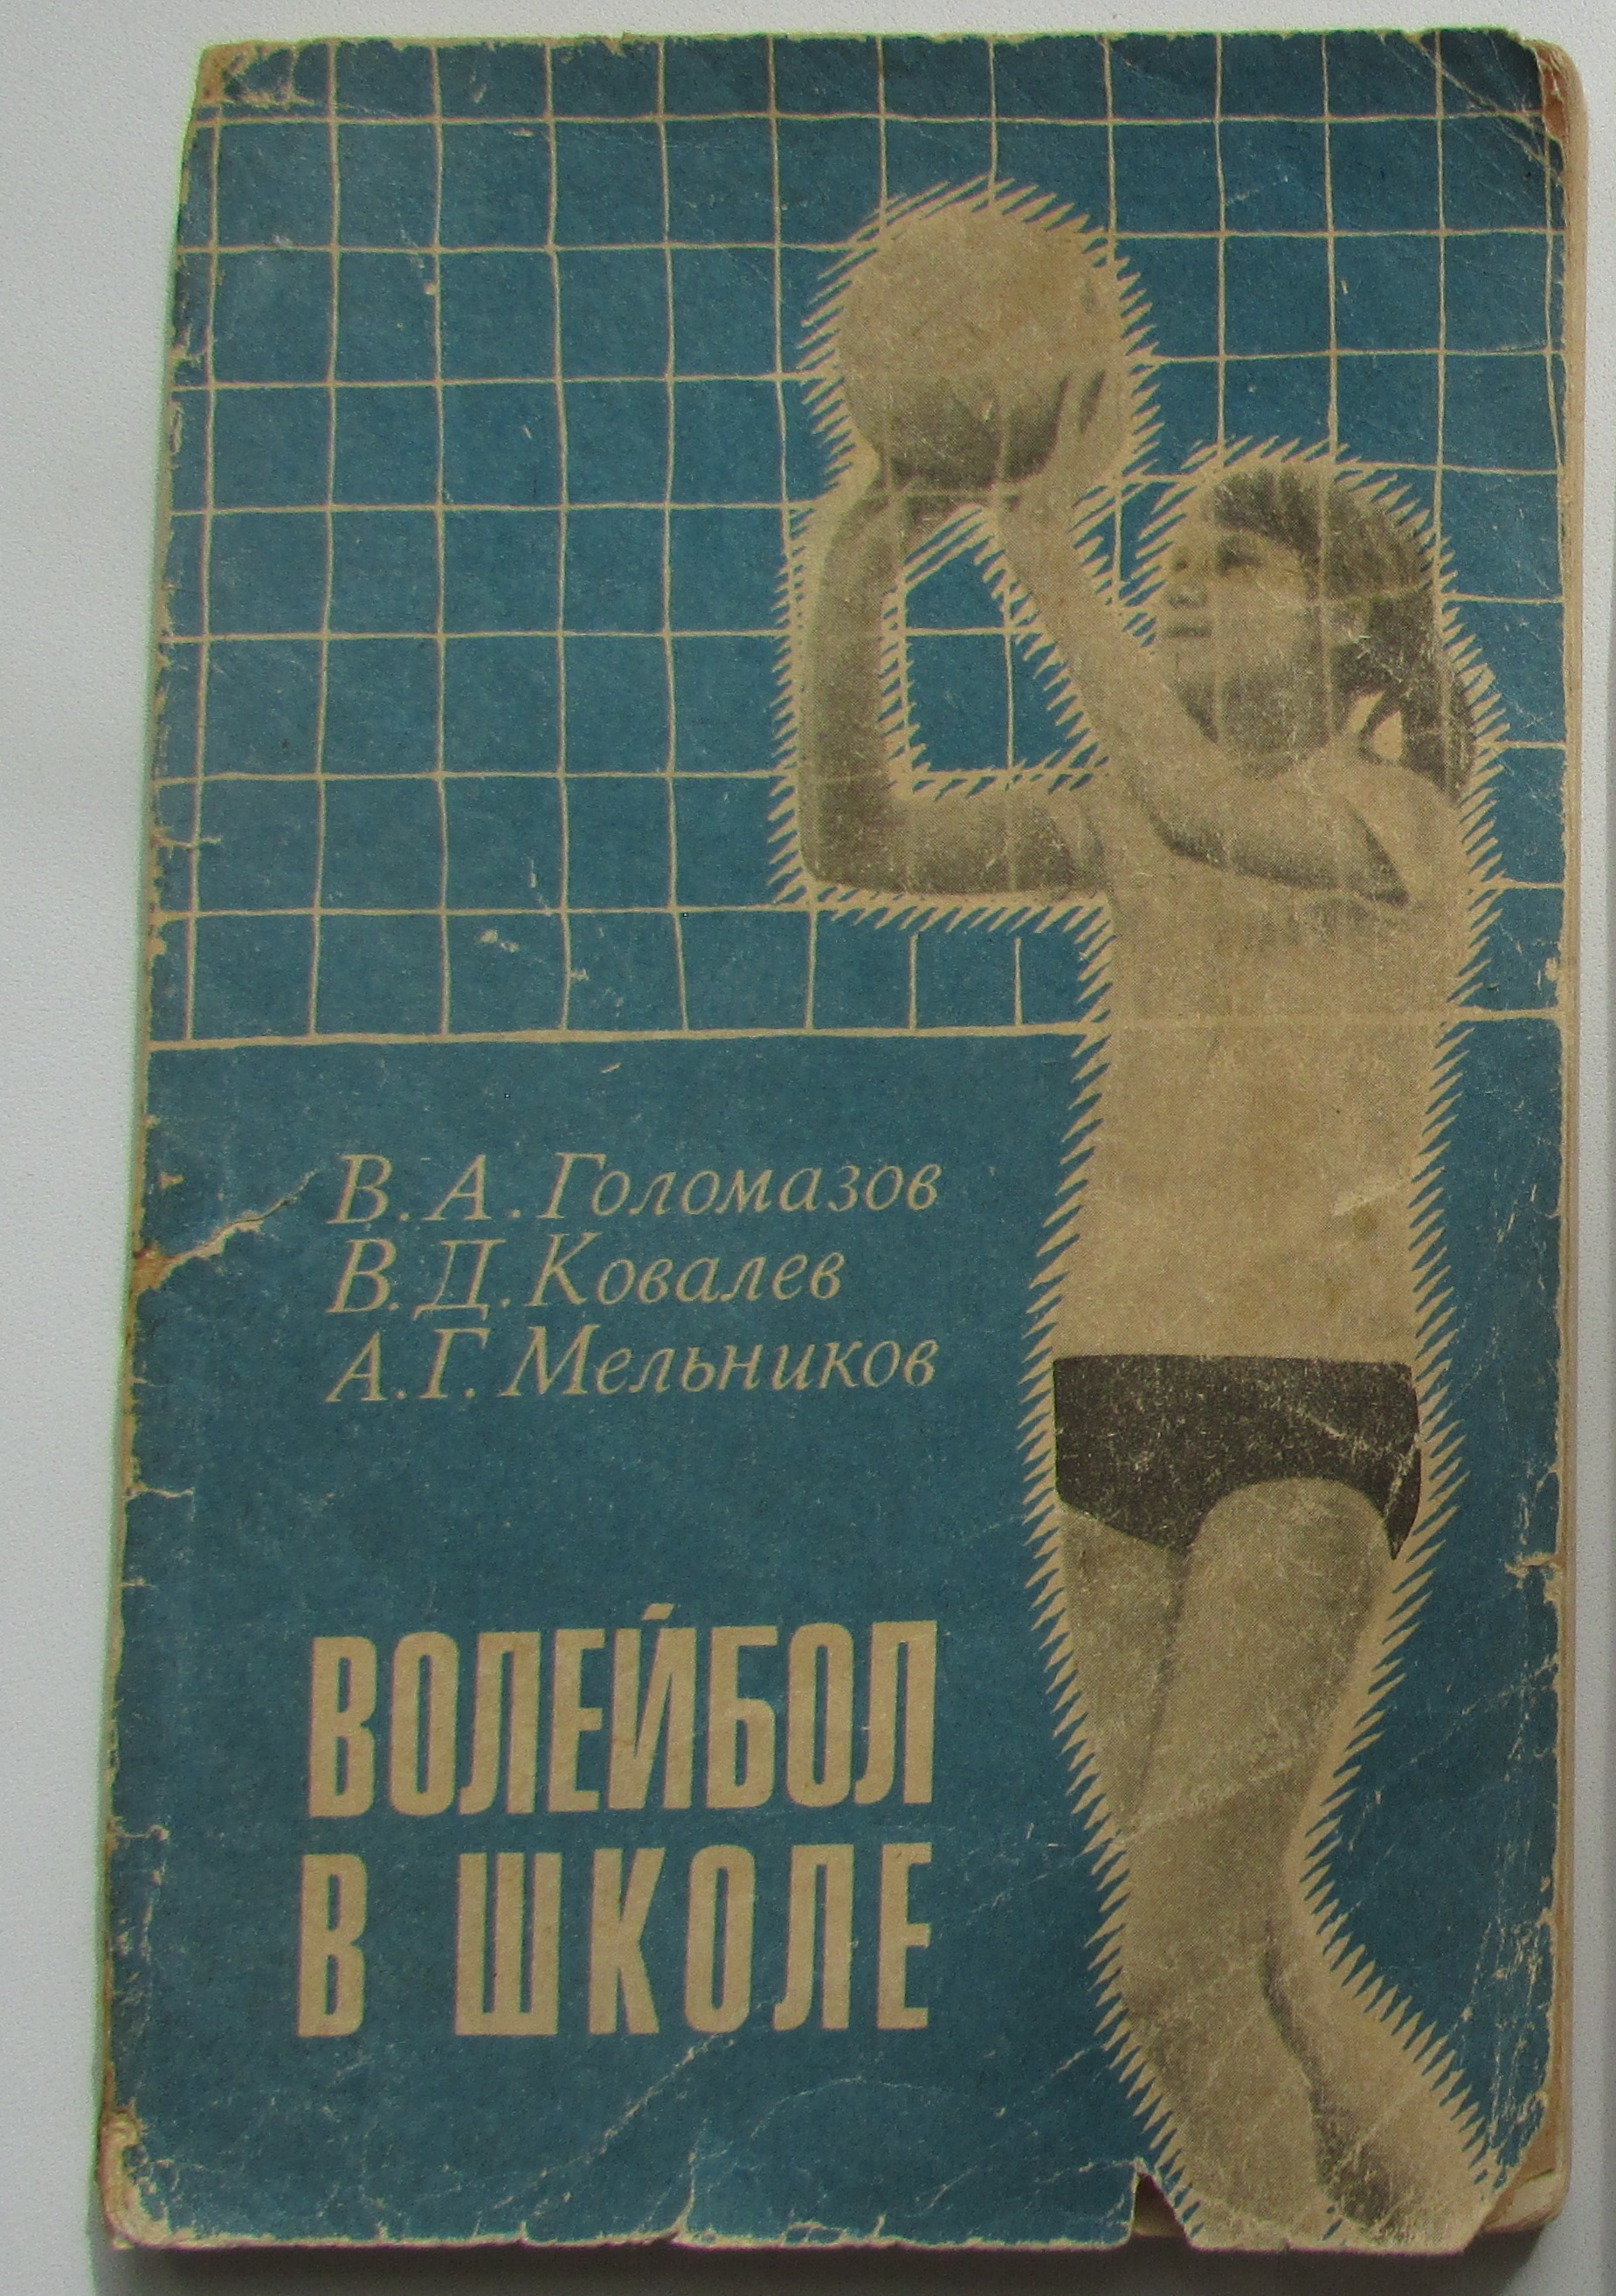 В. А. Голомазов
В. Д. Ковалев
А. Г. Мельников
ВОЛЕЙБОЛ
В ШКОЛЕ